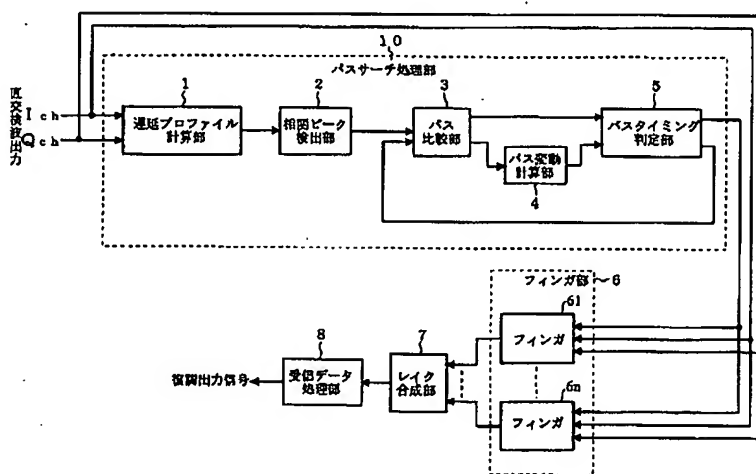 10
パスサーチ処理部
直交検波出力
Ich
Qch
1
遅延プロファイル
計算部
2
相関ピーク
検出部
3
パス
比較部
4
パス変動
計算部
5
パスタイミング
判定部
フィンガ部
6
61
フィンガ
6n
フィンガ
7
レイク
合成部
8
受信データ
処理部
復調出力信号